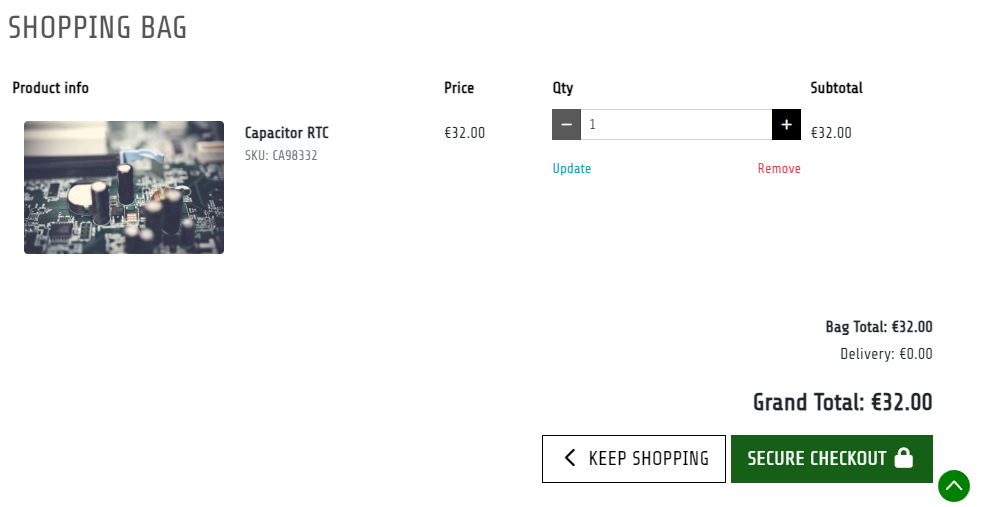 SHOPPING BAG
Product info Price Qty Subtotal
Capacitor RTC €32.00 1 €32.00
SKU: CA98332
Update Remove
Bag Total: €32.00
Delivery: €0.00
Grand Total: €32.00
KEEP SHOPPING SECURE CHECKOUT